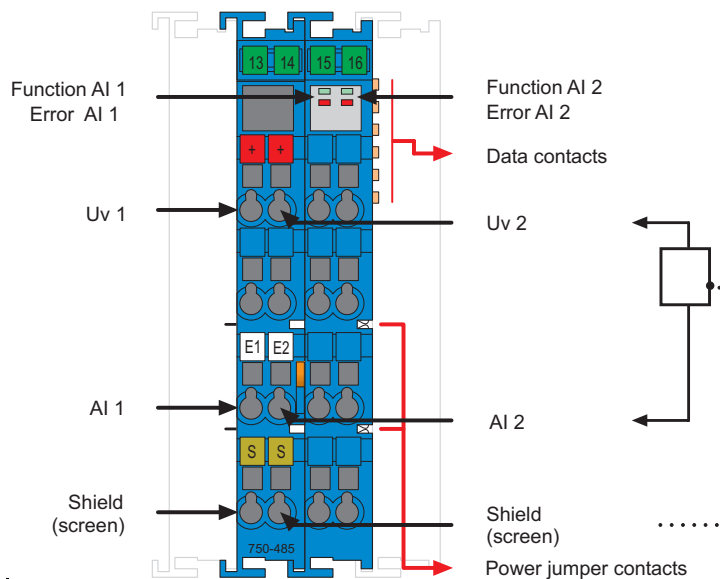 13 14 15 16
Function AI 1
Error AI 1
Function AI 2
Error AI 2
Data contacts
+ +
Uv 1
Uv 2
E1 E2
AI 1
AI 2
S S
Shield
(screen)
Shield
(screen)
750-485
Power jumper contacts